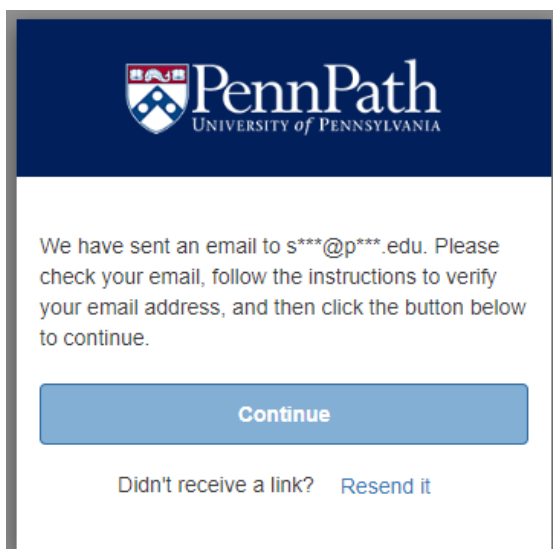 PennPath
UNIVERSITY of PENNSYLVANIA
We have sent an email to s***@p***.edu. Please
check your email, follow the instructions to verify
your email address, and then click the button below
to continue.
Continue
Didn't receive a link? Resend it